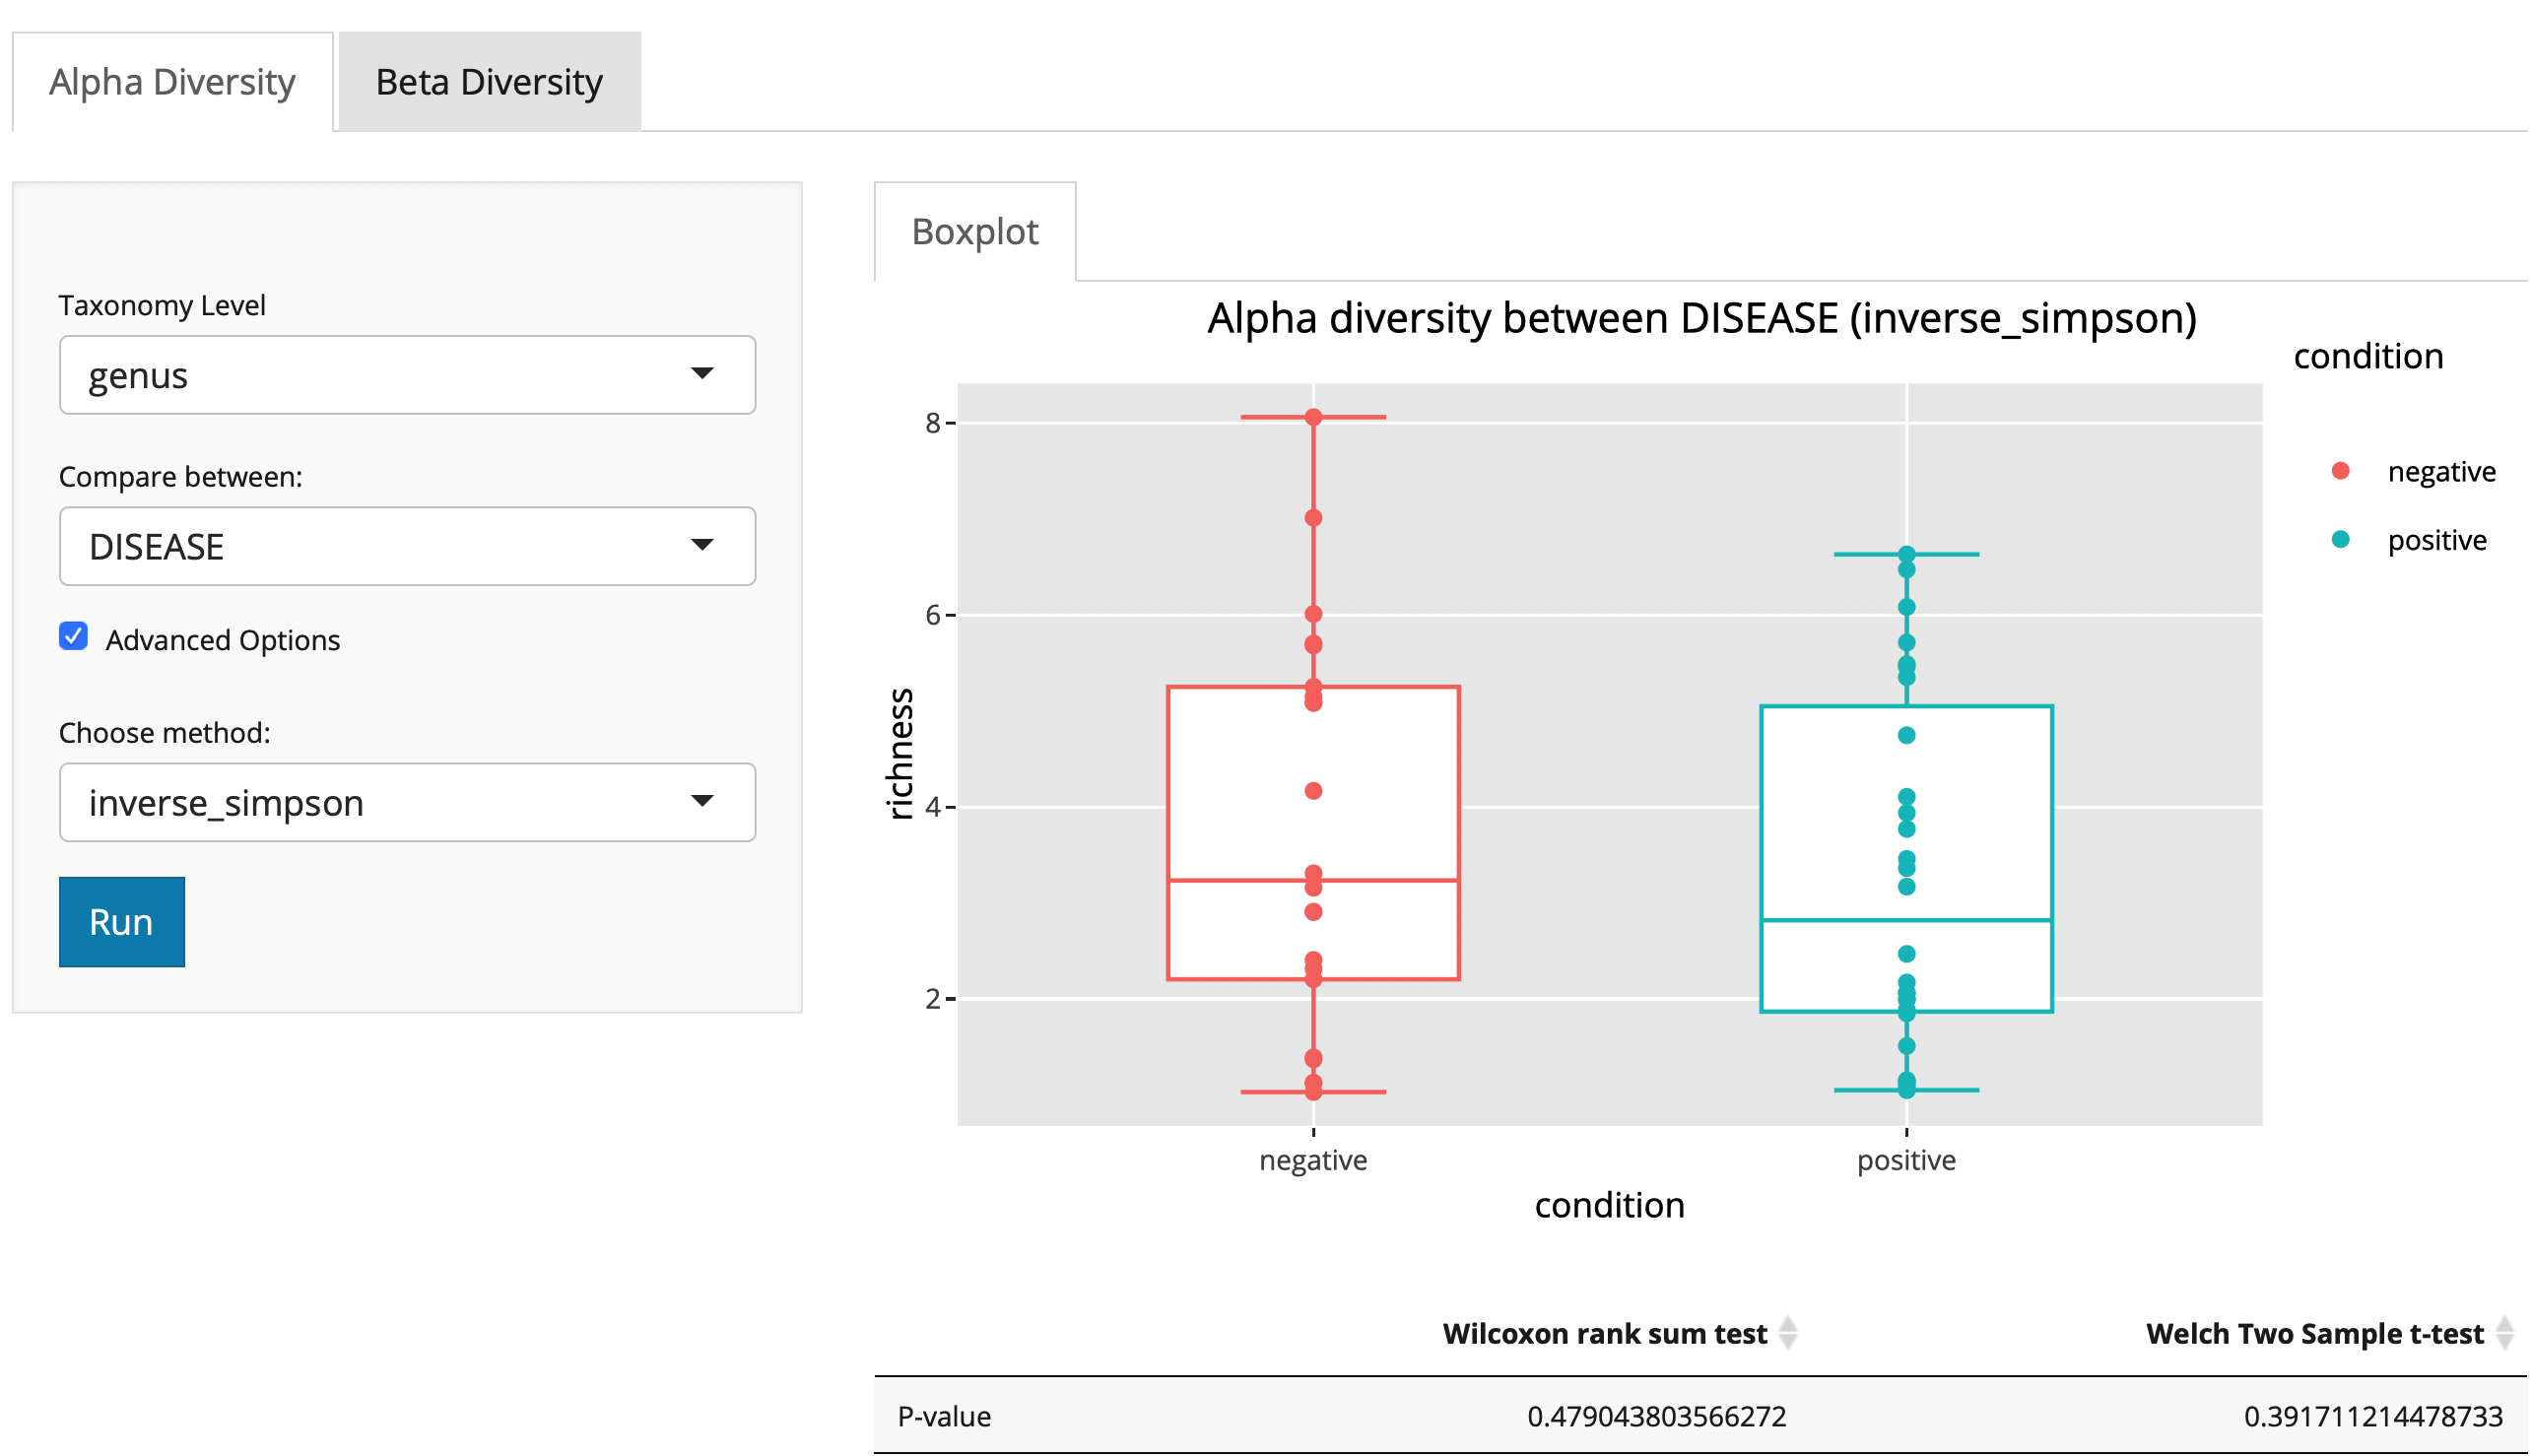 Alpha Diversity
Beta Diversity
Taxonomy Level
genus
Compare between:
DISEASE
Advanced Options
Choose method:
inverse_simpson
Run
Boxplot
Alpha diversity between DISEASE (inverse_simpson)
condition
negative
positive
richness
8
6
4
2
negative
positive
condition
Wilcoxon rank sum test
Welch Two Sample t-test
P-value
0.479043803566272
0.391711214478733